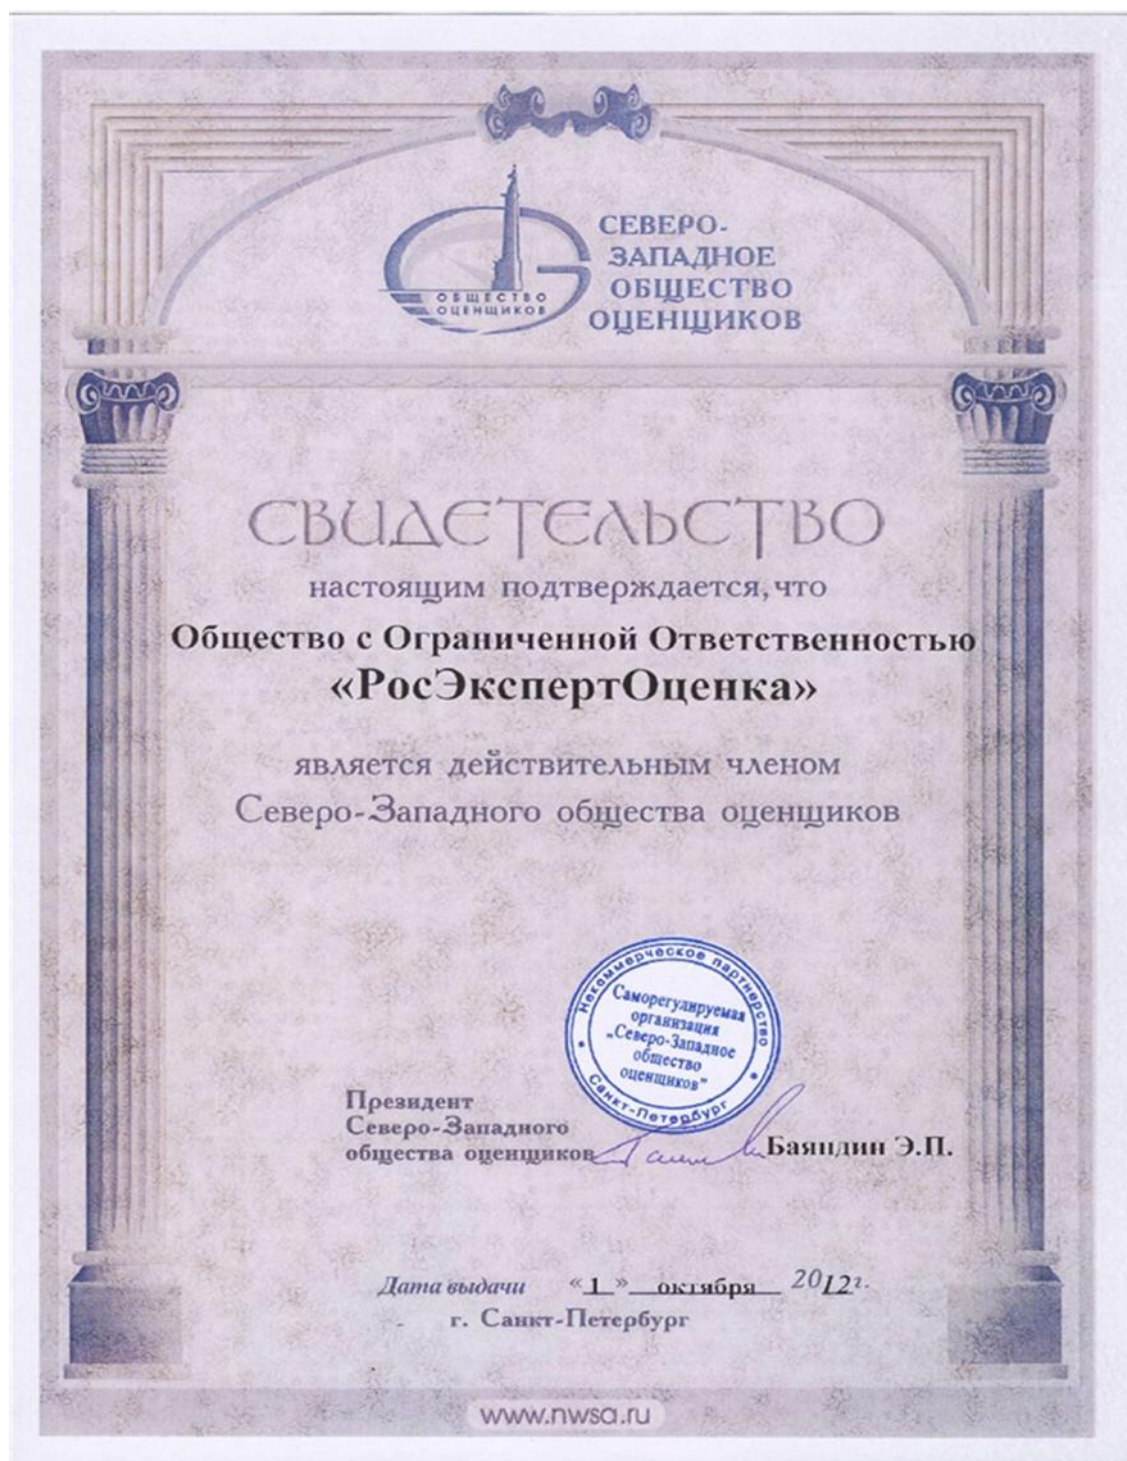 СЕВЕРО-
ЗАПАДНОЕ
ОБЩЕСТВО
ОЦЕНЩИКОВ
ОБЩЕСТВО
ОЦЕНЩИКОВ
СВИДЕТЕЛЬСТВО
настоящим подтверждается, что
Общество с Ограниченной Ответственностью
«РосЭкспертОценка»
является действительным членом
Северо-Западного общества оценщиков
Некоммерческое партнерство
Саморегулируемая
организация
„Северо-Западное
общество
оценщиков"
Санкт-Петербург
Президент
Северо-Западного
общества оценщиков
Баяндин Э.П.
Дата выдачи «1» октября 2012г.
г. Санкт-Петербург
www.nwsa.ru